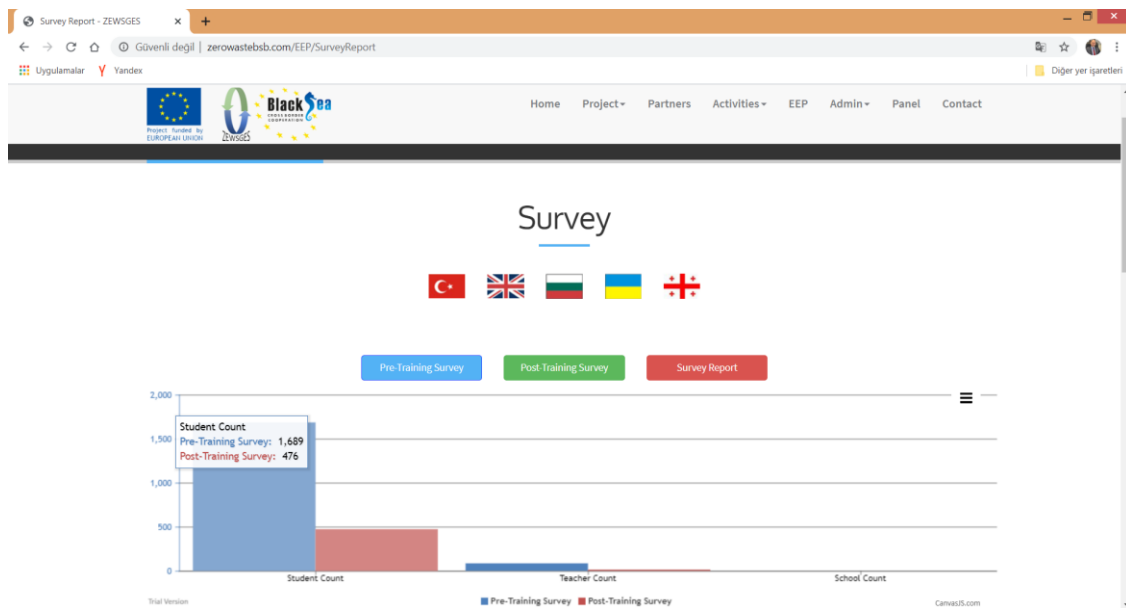 Survey Report - ZEWSGES
Güvenli değil | zerowastebsb.com/EEP/SurveyReport
Uygulamalar Yandex Diğer yer işaretleri
Project funded by
EUROPEAN UNION
ZEWSGES
Black Sea
CROSS BORDER
COOPERATION
Home Project Partners Activities EEP Admin Panel Contact
Survey
Pre-Training Survey Post-Training Survey Survey Report
2,000
Student Count
1,500 Pre-Training Survey: 1,689
Post-Training Survey: 476
1,000
500
0
Student Count Teacher Count School Count
Trial Version Pre-Training Survey Post-Training Survey CanvasJS.com